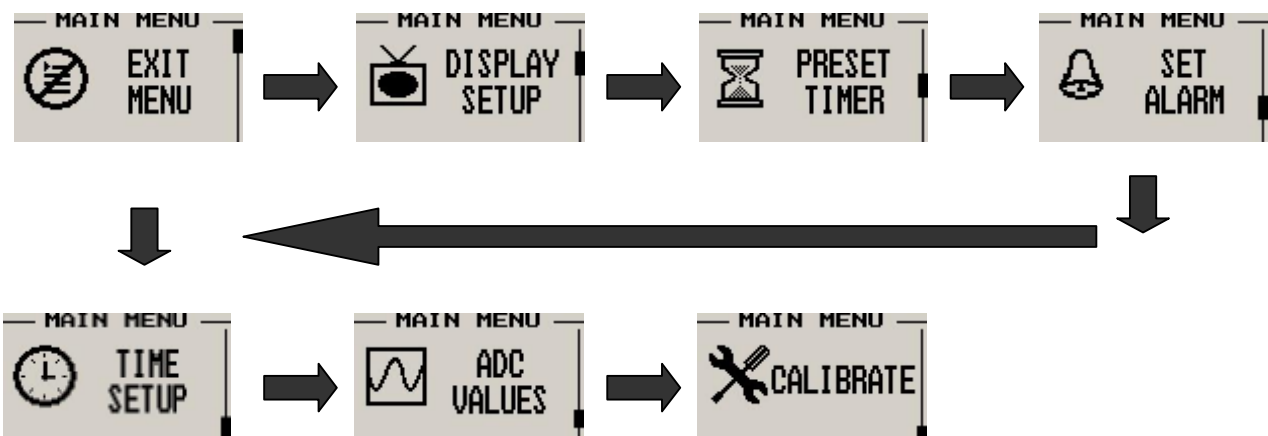 MAIN MENU
EXIT
MENU
MAIN MENU
DISPLAY
SETUP
MAIN MENU
PRESET
TIMER
MAIN MENU
SET
ALARM
MAIN MENU
TIME
SETUP
MAIN MENU
ADC
VALUES
MAIN MENU
CALIBRATE